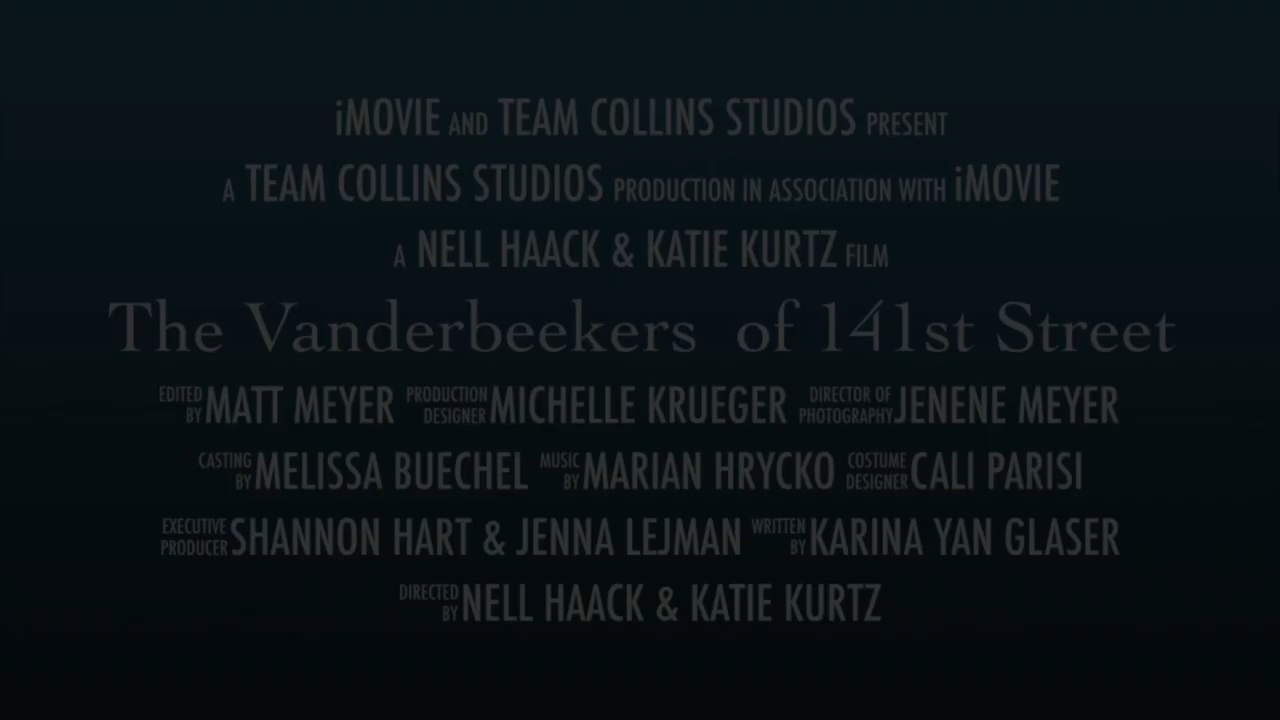 iMOVIE AND TEAM COLLINS STUDIOS PRESENT
A TEAM COLLINS STUDIOS PRODUCTION IN ASSOCIATION WITH iMOVIE
A NELL HAACK & KATIE KURTZ FILM
The Vanderbeekers of 141st Street
EDITED BY MATT MEYER PRODUCTION DESIGNER MICHELLE KRUEGER DIRECTOR OF PHOTOGRAPHY JENENE MEYER
CASTING BY MELISSA BUECHEL MUSIC BY MARIAN HRYCKO COSTUME DESIGNER CALI PARISI
EXECUTIVE PRODUCER SHANNON HART & JENNA LEJMAN WRITTEN BY KARINA YAN GLASER
DIRECTED BY NELL HAACK & KATIE KURTZ